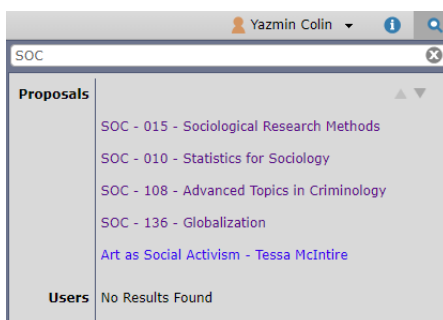 Yazmin Colin
SOC
Proposals
SOC - 015 - Sociological Research Methods
SOC - 010 - Statistics for Sociology
SOC - 108 - Advanced Topics in Criminology
SOC - 136 - Globalization
Art as Social Activism - Tessa McIntire
Users No Results Found